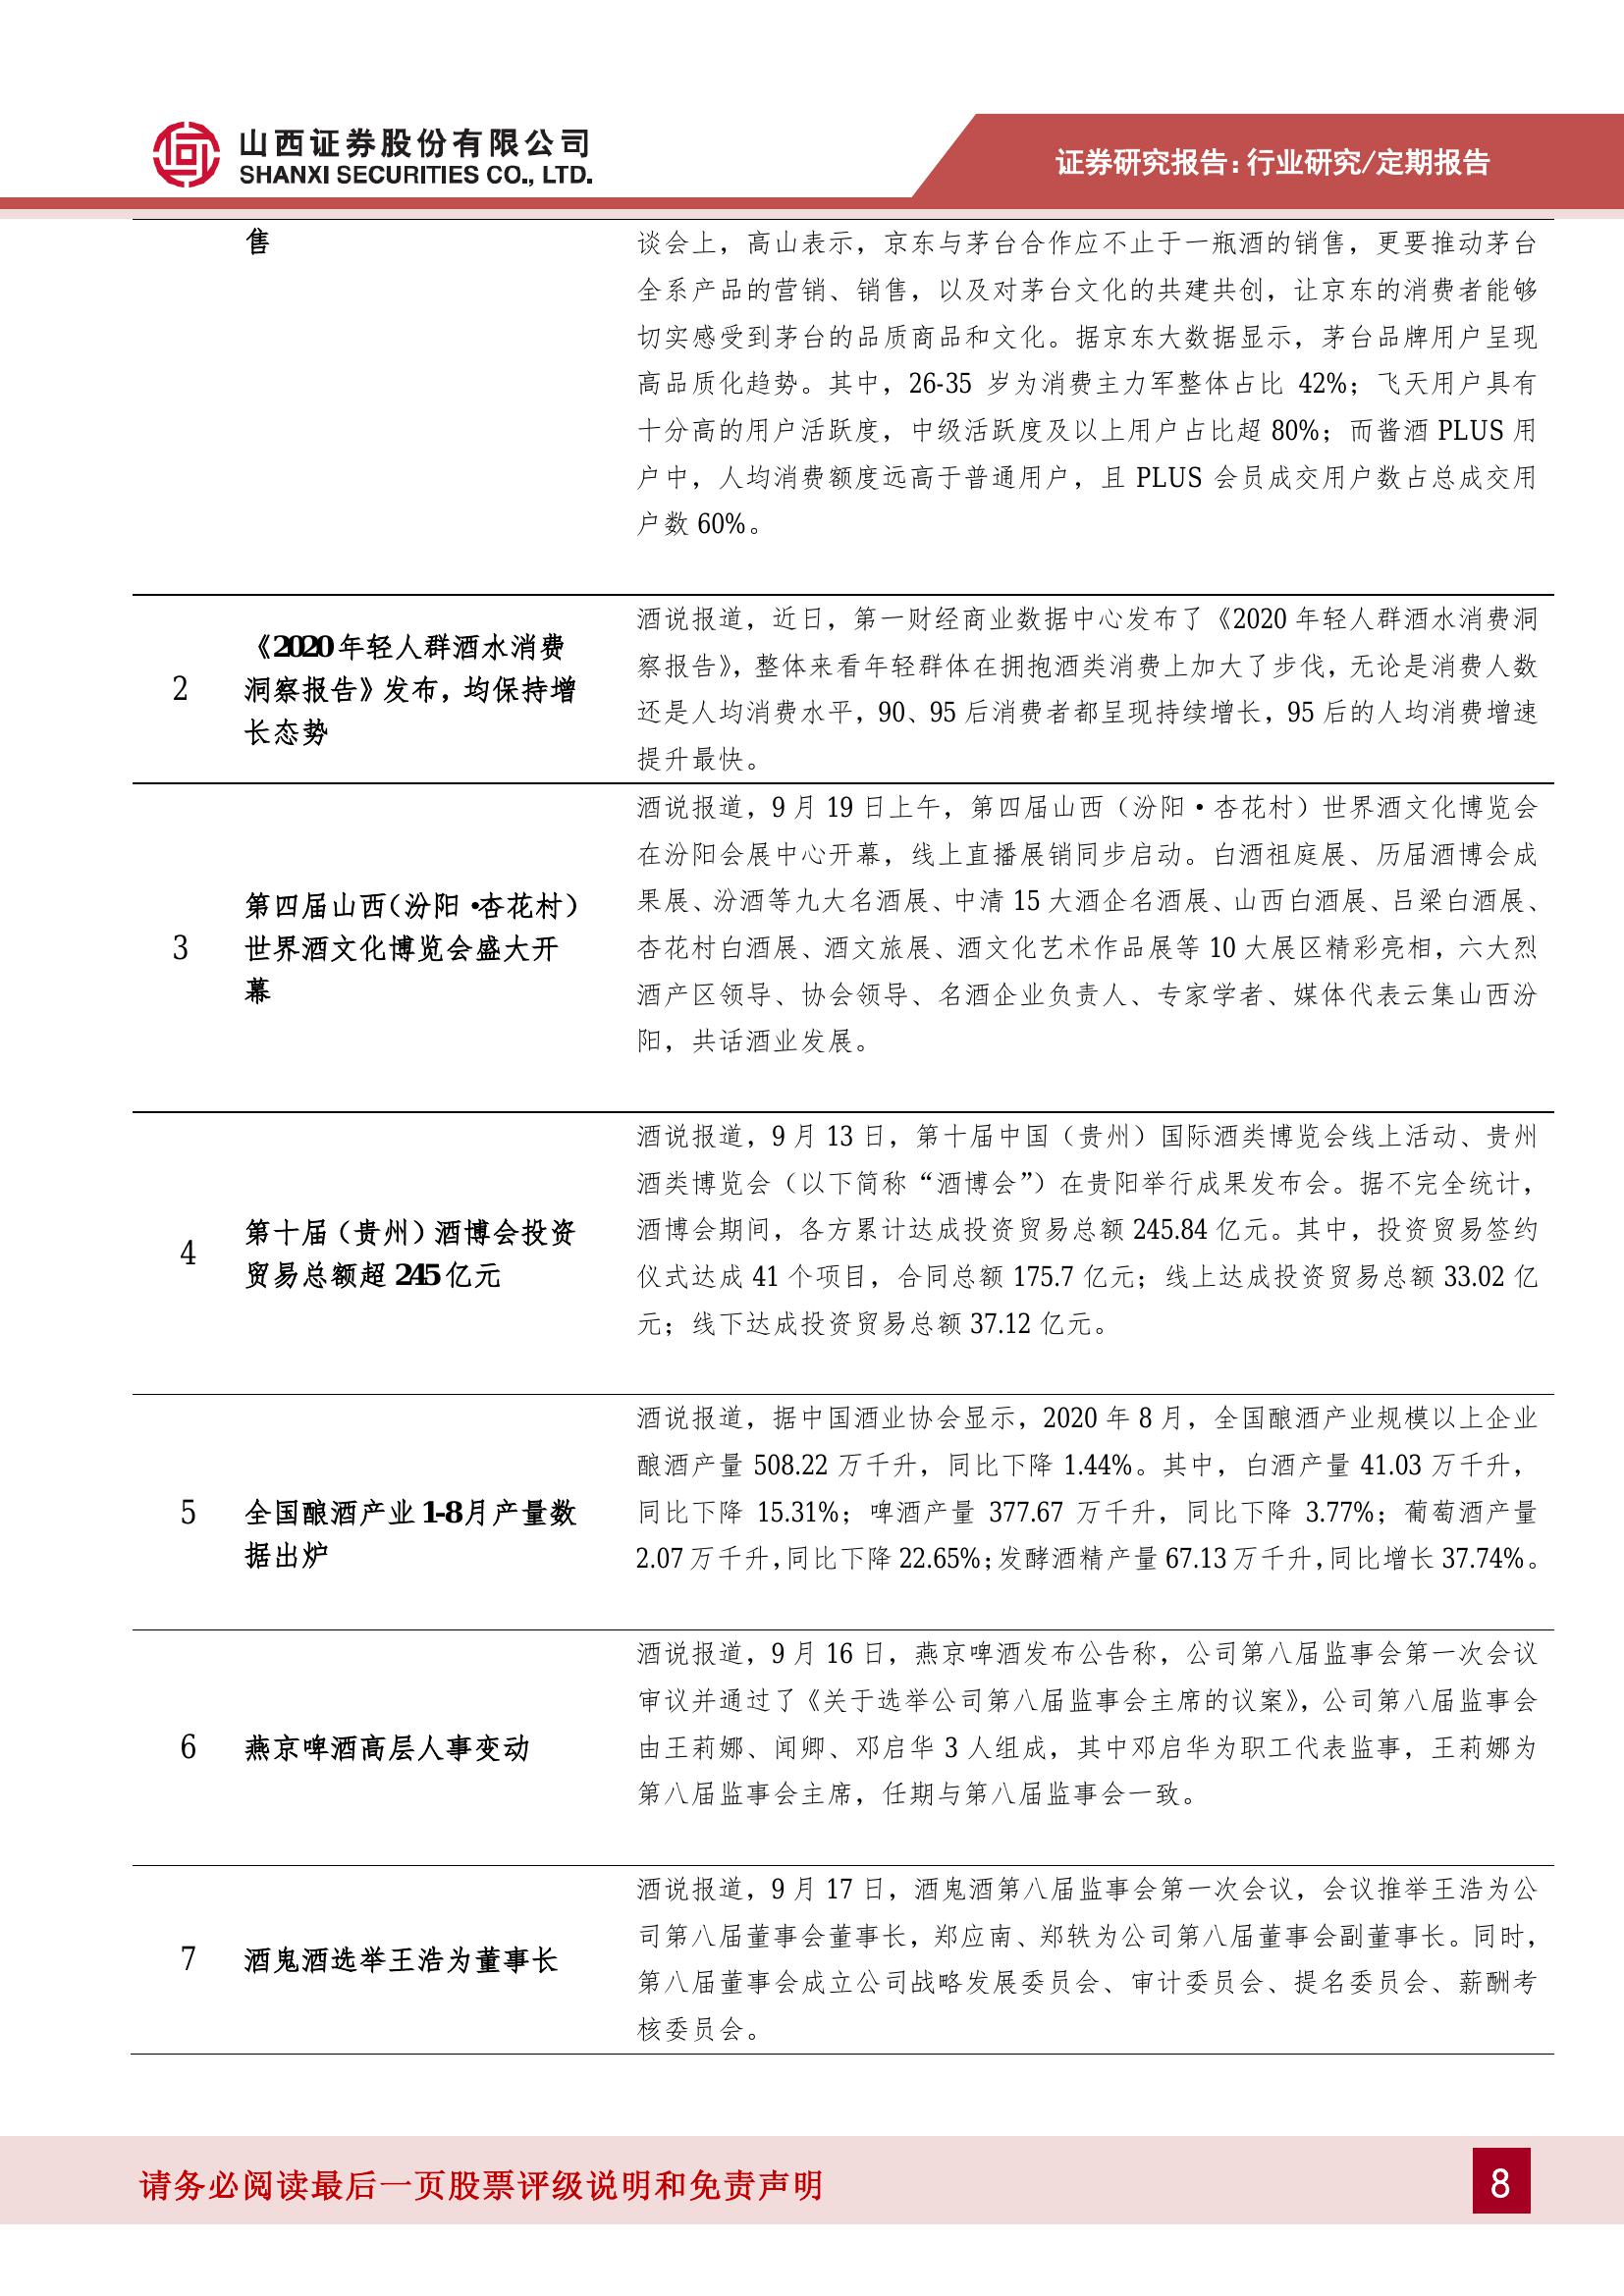 山西证券股份有限公司
SHANXI SECURITIES CO., LTD.
证券研究报告：行业研究/定期报告
售
谈会上，高山表示，京东与茅台合作应不止于一瓶酒的销售，更要推动茅台
全系产品的营销、销售，以及对茅台文化的共建共创，让京东的消费者能够
切实感受到茅台的品质商品和文化。据京东大数据显示，茅台品牌用户呈现
高品质化趋势。其中，26-35 岁为消费主力军整体占比 42%；飞天用户具有
十分高的用户活跃度，中级活跃度及以上用户占比超 80%；而酱酒 PLUS 用
户中，人均消费额度远高于普通用户，且 PLUS 会员成交用户数占总成交用
户数 60%。
2
《2020 年轻人群酒水消费
洞察报告》发布，均保持增
长态势
酒说报道，近日，第一财经商业数据中心发布了《2020 年轻人群酒水消费洞
察报告》，整体来看年轻群体在拥抱酒类消费上加大了步伐，无论是消费人数
还是人均消费水平，90、95 后消费者都呈现持续增长，95 后的人均消费增速
提升最快。
3
第四届山西（汾阳·杏花村）
世界酒文化博览会盛大开
幕
酒说报道，9 月 19 日上午，第四届山西（汾阳·杏花村）世界酒文化博览会
在汾阳会展中心开幕，线上直播展销同步启动。白酒祖庭展、历届酒博会成
果展、汾酒等九大名酒展、中清 15 大酒企名酒展、山西白酒展、吕梁白酒展、
杏花村白酒展、酒文旅展、酒文化艺术作品展等 10 大展区精彩亮相，六大烈
酒产区领导、协会领导、名酒企业负责人、专家学者、媒体代表云集山西汾
阳，共话酒业发展。
4
第十届（贵州）酒博会投资
贸易总额超 245 亿元
酒说报道，9 月 13 日，第十届中国（贵州）国际酒类博览会线上活动、贵州
酒类博览会（以下简称“酒博会”）在贵阳举行成果发布会。据不完全统计，
酒博会期间，各方累计达成投资贸易总额 245.84 亿元。其中，投资贸易签约
仪式达成 41 个项目，合同总额 175.7 亿元；线上达成投资贸易总额 33.02 亿
元；线下达成投资贸易总额 37.12 亿元。
5
全国酿酒产业 1-8 月产量数
据出炉
酒说报道，据中国酒业协会显示，2020 年 8 月，全国酿酒产业规模以上企业
酿酒产量 508.22 万千升，同比下降 1.44%。其中，白酒产量 41.03 万千升，
同比下降 15.31%；啤酒产量 377.67 万千升，同比下降 3.77%；葡萄酒产量
2.07 万千升，同比下降 22.65%；发酵酒精产量 67.13 万千升，同比增长 37.74%。
6
燕京啤酒高层人事变动
酒说报道，9 月 16 日，燕京啤酒发布公告称，公司第八届监事会第一次会议
审议并通过了《关于选举公司第八届监事会主席的议案》，公司第八届监事会
由王莉娜、闻卿、邓启华 3 人组成，其中邓启华为职工代表监事，王莉娜为
第八届监事会主席，任期与第八届监事会一致。
7
酒鬼酒选举王浩为董事长
酒说报道，9 月 17 日，酒鬼酒第八届监事会第一次会议，会议推举王浩为公
司第八届董事会董事长，郑应南、郑轶为公司第八届董事会副董事长。同时，
第八届董事会成立公司战略发展委员会、审计委员会、提名委员会、薪酬考
核委员会。
请务必阅读最后一页股票评级说明和免责声明
8